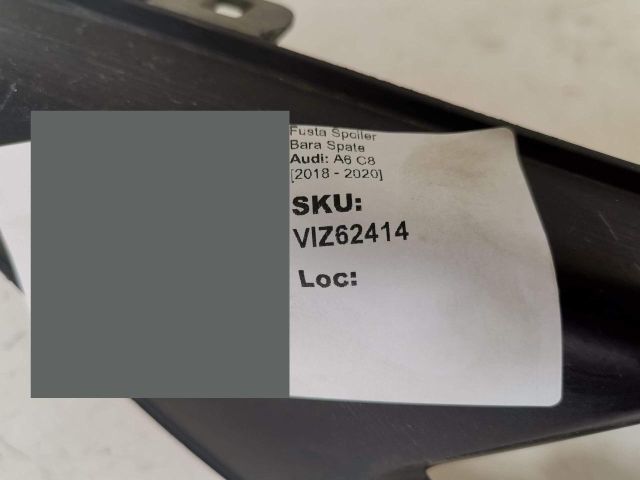 Fusta Spoiler
Bara Spate
Audi: A6 C8
[2018 - 2020]
SKU:
VIZ62414
Loc: